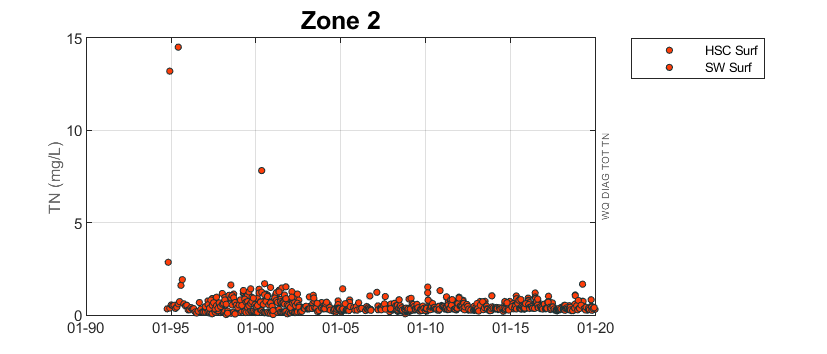 Zone 2
15
10
5
0
TN (mg/L)
01-90
01-95
01-00
01-05
01-10
01-15
01-20
WQ DIAG TOT TN
HSC Surf
SW Surf